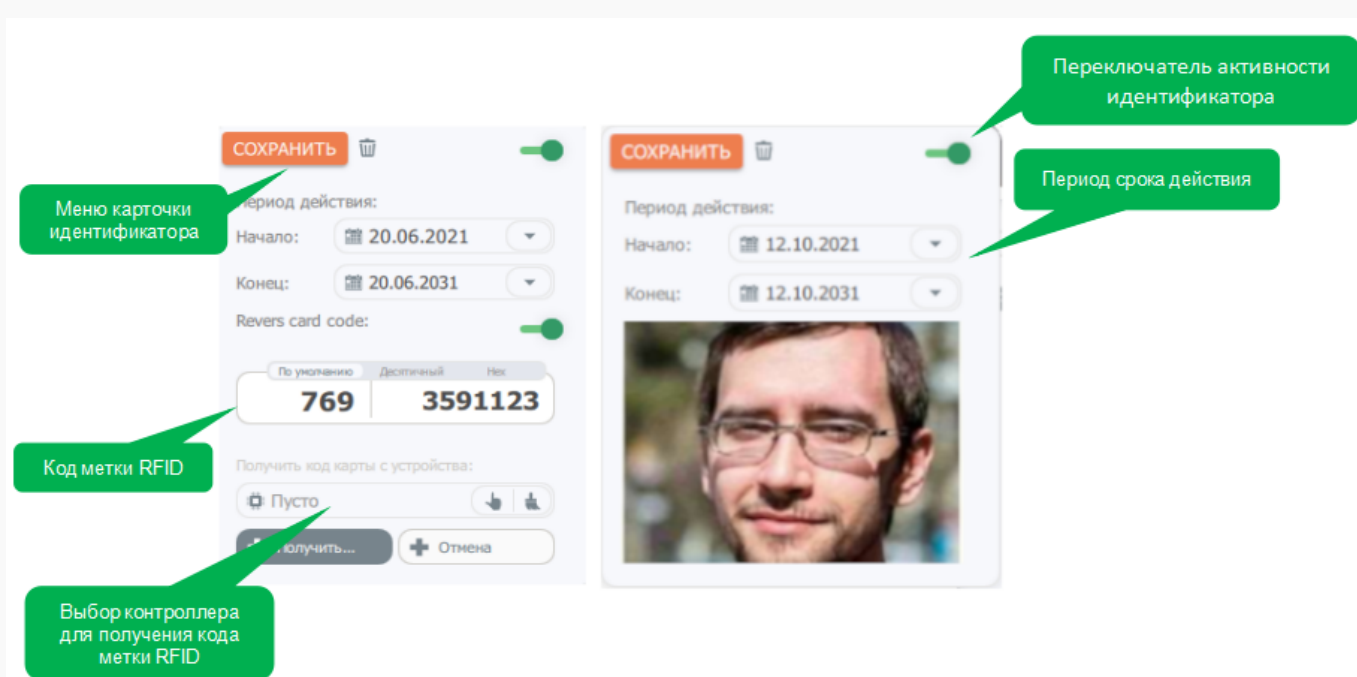 Переключатель активности
идентификатора
СОХРАНИТЬ
СОХРАНИТЬ
Период срока действия
Меню карточки
идентификатора
Период действия:
Начало: 20.06.2021
Конец: 20.06.2031
Revers card code:
По умолчанию Десятичный Hex
769 3591123
Код метки RFID
Получить код карты с устройства:
Пусто
Получить... Отмена
Выбор контроллера
для получения кода
метки RFID
Период действия:
Начало: 12.10.2021
Конец: 12.10.2031